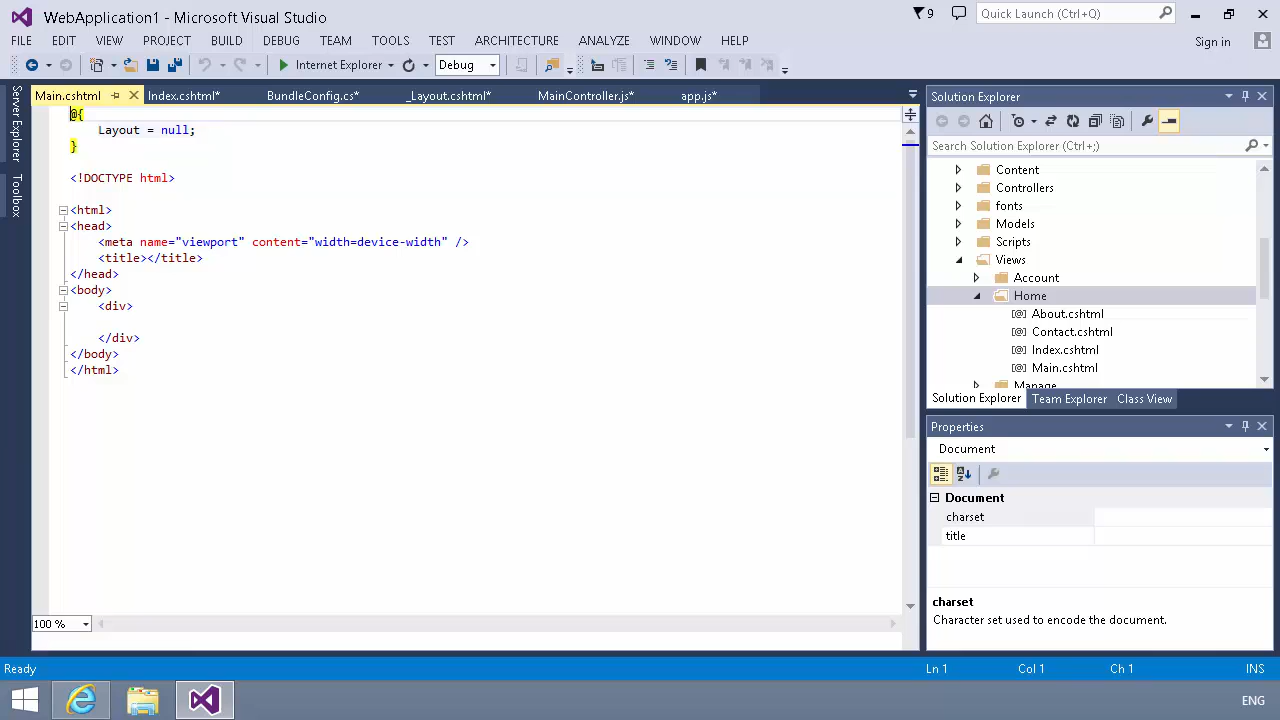 WebApplication1 - Microsoft Visual Studio
9
Quick Launch (Ctrl+Q)
FILE EDIT VIEW PROJECT BUILD DEBUG TEAM TOOLS TEST ARCHITECTURE ANALYZE WINDOW HELP
Sign in
Internet Explorer Debug
Server Explorer
Toolbox
Main.cshtml Index.cshtml* BundleConfig.cs* _Layout.cshtml* MainController.js* app.js*
@{
Layout = null;
}
<!DOCTYPE html>
<html>
<head>
<meta name="viewport" content="width=device-width" />
<title></title>
</head>
<body>
<div>
</div>
</body>
</html>
100 %
Solution Explorer
Search Solution Explorer (Ctrl+;)
Content
Controllers
fonts
Models
Scripts
Views
Account
Home
[@] About.cshtml
[@] Contact.cshtml
[@] Index.cshtml
[@] Main.cshtml
Manage
Solution Explorer Team Explorer Class View
Properties
Document
Document
charset
title
charset
Character set used to encode the document.
Ready Ln 1 Col 1 Ch 1 INS
ENG